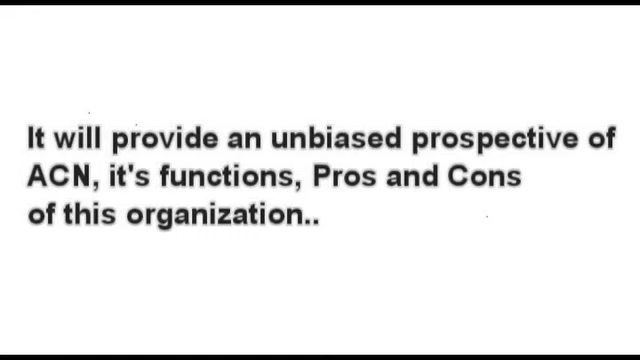 It will provide an unbiased prospective of
ACN, it's functions, Pros and Cons
of this organization..